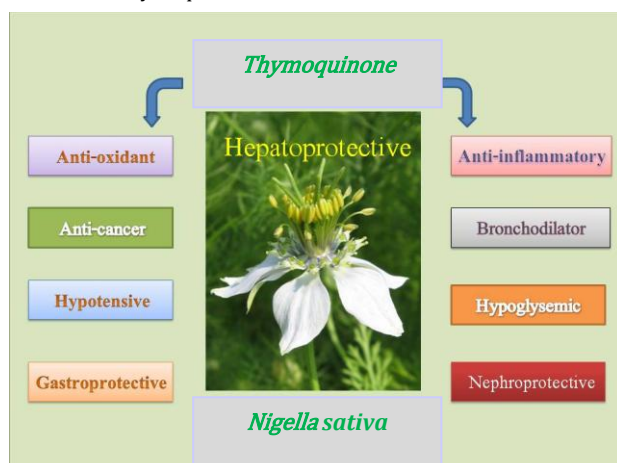 Thymoquinone
Hepatoprotective
Anti-oxidant
Anti-cancer
Hypotensive
Gastroprotective
Anti-inflammatory
Bronchodilator
Hypoglysemic
Nephroprotective
Nigella sativa